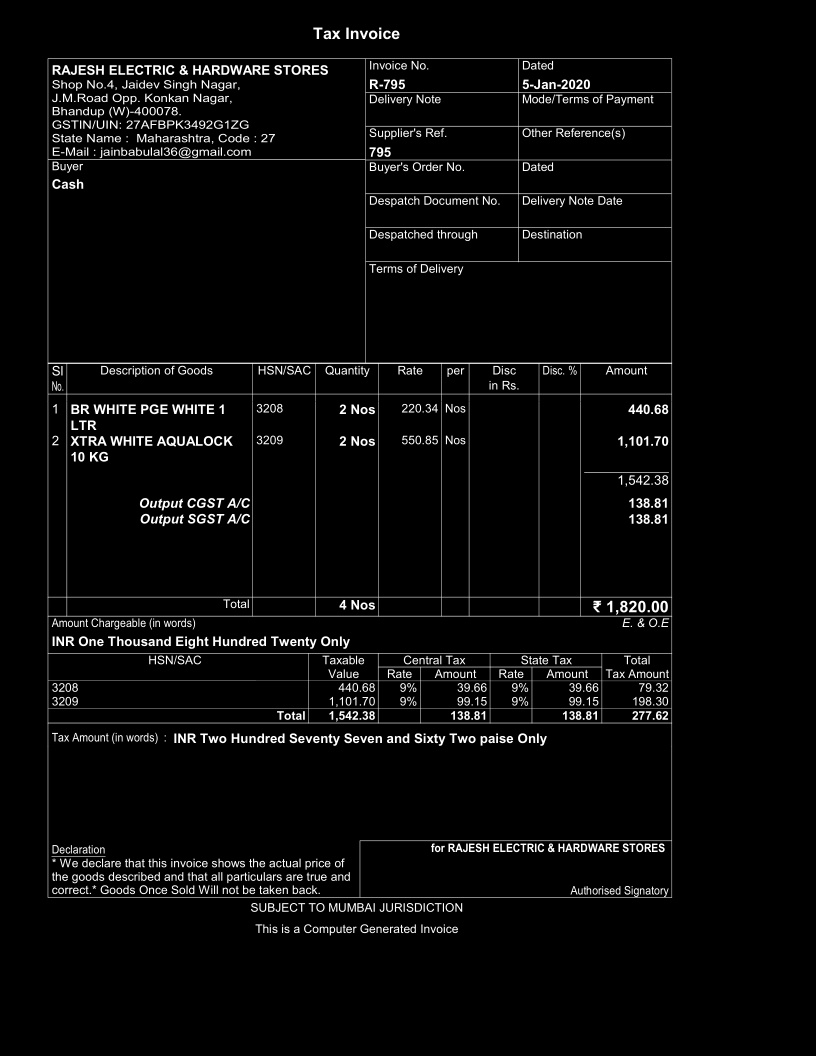 Tax Invoice
RAJESH ELECTRIC & HARDWARE STORES
Shop No.4, Jaidev Singh Nagar,
J.M.Road Opp. Konkan Nagar,
Bhandup (W)-400078.
GSTIN/UIN: 27AFBPK3492G1ZG
State Name : Maharashtra, Code : 27
E-Mail : jainbabulal36@gmail.com
Buyer
Cash
Invoice No. Dated
R-795 5-Jan-2020
Delivery Note Mode/Terms of Payment
Supplier's Ref. Other Reference(s)
795
Buyer's Order No. Dated
Despatch Document No. Delivery Note Date
Despatched through Destination
Terms of Delivery
Sl Description of Goods HSN/SAC Quantity Rate per Disc Disc. % Amount
No. in Rs.
1 BR WHITE PGE WHITE 1 3208 2 Nos 220.34 Nos 440.68
LTR
2 XTRA WHITE AQUALOCK 3209 2 Nos 550.85 Nos 1,101.70
10 KG
1,542.38
Output CGST A/C 138.81
Output SGST A/C 138.81
Total 4 Nos ₹ 1,820.00
Amount Chargeable (in words) E. & O.E
INR One Thousand Eight Hundred Twenty Only
HSN/SAC Taxable Central Tax State Tax Total
Value Rate Amount Rate Amount Tax Amount
3208 440.68 9% 39.66 9% 39.66 79.32
3209 1,101.70 9% 99.15 9% 99.15 198.30
Total 1,542.38 138.81 138.81 277.62
Tax Amount (in words) : INR Two Hundred Seventy Seven and Sixty Two paise Only
Declaration
* We declare that this invoice shows the actual price of
the goods described and that all particulars are true and
correct.* Goods Once Sold Will not be taken back.
for RAJESH ELECTRIC & HARDWARE STORES
Authorised Signatory
SUBJECT TO MUMBAI JURISDICTION
This is a Computer Generated Invoice